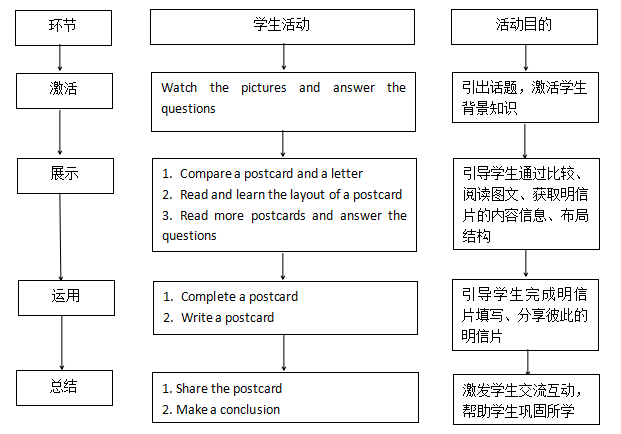 环节
学生活动
活动目的
激活
Watch the pictures and answer the
questions
引出话题，激活学生
背景知识
展示
1. Compare a postcard and a letter
2. Read and learn the layout of a postcard
3. Read more postcards and answer the
questions
引导学生通过比较、
阅读图文、获取明信
片的内容信息、布局
结构
运用
1. Complete a postcard
2. Write a postcard
引导学生完成明信
片填写、分享彼此的
明信片
总结
1. Share the postcard
2. Make a conclusion
激发学生交流互动，
帮助学生巩固所学